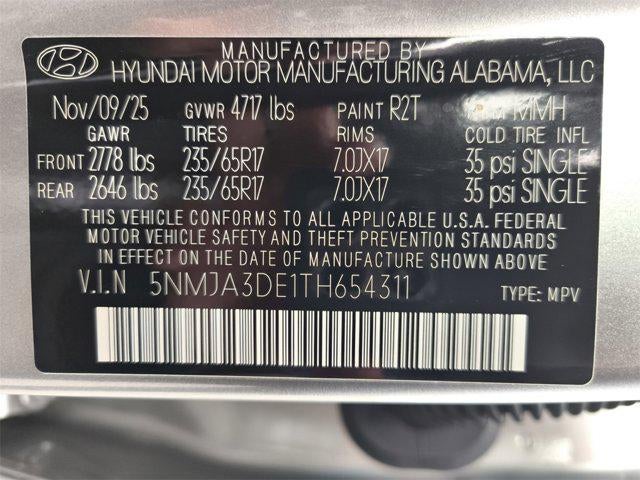 MANUFACTURED BY
HYUNDAI MOTOR MANUFACTURING ALABAMA, LLC
Nov/09/25 GVWR 4717 lbs PAINT R2T TRIM MMH
GAWR TIRES RIMS COLD TIRE INFL
FRONT 2778 lbs 235/65R17 7.0JX17 35 psi SINGLE
REAR 2646 lbs 235/65R17 7.0JX17 35 psi SINGLE
THIS VEHICLE CONFORMS TO ALL APPLICABLE U.S.A. FEDERAL
MOTOR VEHICLE SAFETY AND THEFT PREVENTION STANDARDS
IN EFFECT ON THE DATE OF MANUFACTURE SHOWN ABOVE
V.I.N 5NMJA3DE1TH654311 TYPE: MPV